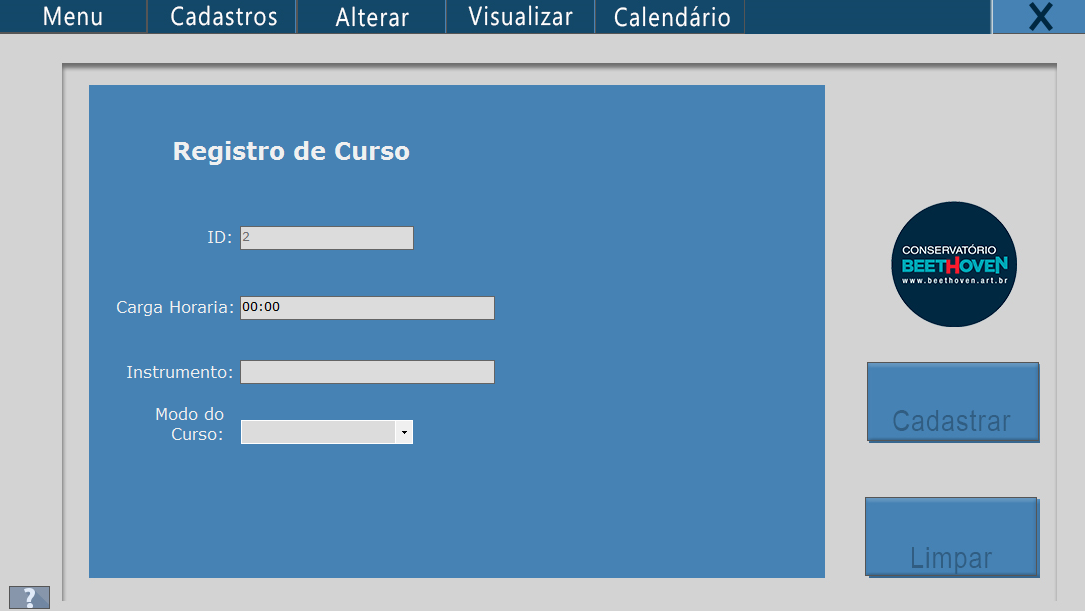 Menu
Cadastros
Alterar
Visualizar
Calendário
X
Registro de Curso
ID: 2
Carga Horaria: 00:00
Instrumento:
Modo do
Curso:
CONSERVATÓRIO
BEETHOVEN
www.beethoven.art.br
Cadastrar
Limpar
?